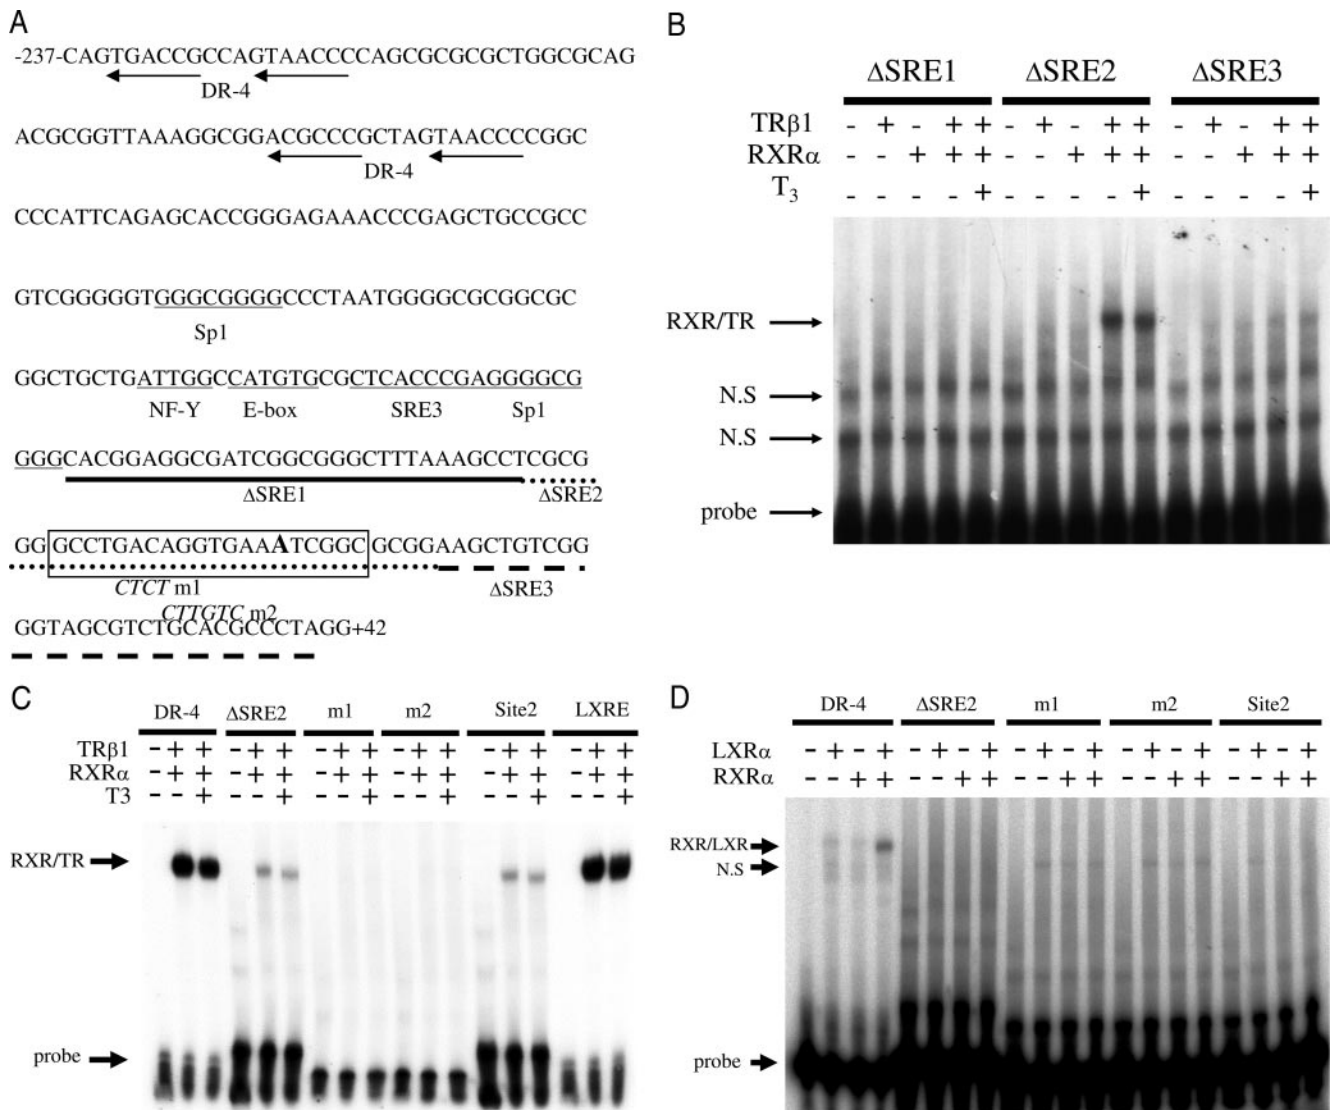 A
-237-CAGTGACCGCCAGTAACCCCAGCGCGCGCTGGCGCAG
DR-4
ACGCGGTTAAAGGCGGACGCCCGCTAGTAACCCCGGC
DR-4
CCCATTCAGAGCACCGGGAGAAACCCGAGCTGCCGCC
GTCGGGGGTGGGCGGGGCCCTAATGGGGCGCGGCGC
Sp1
GGCTGCTGATTGGCCATGTGCGCTCACCCGAGGGGCG
NF-Y E-box SRE3 Sp1
GGGCACGGAGGCGATCGGCGGGCTTTAAAGCCTCGCG
ΔSRE1 ΔSRE2
GG GCCTGACAGGTGAAATCGGC GCGGAAGCTGTCGG
CTCT m1 ΔSRE3
CTTGTC m2
GGTAGCGTCTGCACGCCCTAGG+42
B
ΔSRE1 ΔSRE2 ΔSRE3
TRβ1 - + - + + - + - + + - + - + +
RXRα - - + + + - - + + + - - + + +
T3 - - - - + - - - - + - - - - +
RXR/TR
N.S
N.S
probe
C
DR-4 ΔSRE2 m1 m2 Site2 LXRE
TRβ1 - + + - + + - + + - + + - + + - + +
RXRα - + + - + + - + + - + + - + + - + +
T3 - - + - - + - - + - - + - - + - - +
RXR/TR
probe
D
DR-4 ΔSRE2 m1 m2 Site2
LXRα - + - + - + - + - + - + - + - + - + - +
RXRα - - + + - - + + - - + + - - + + - - + +
RXR/LXR
N.S
probe